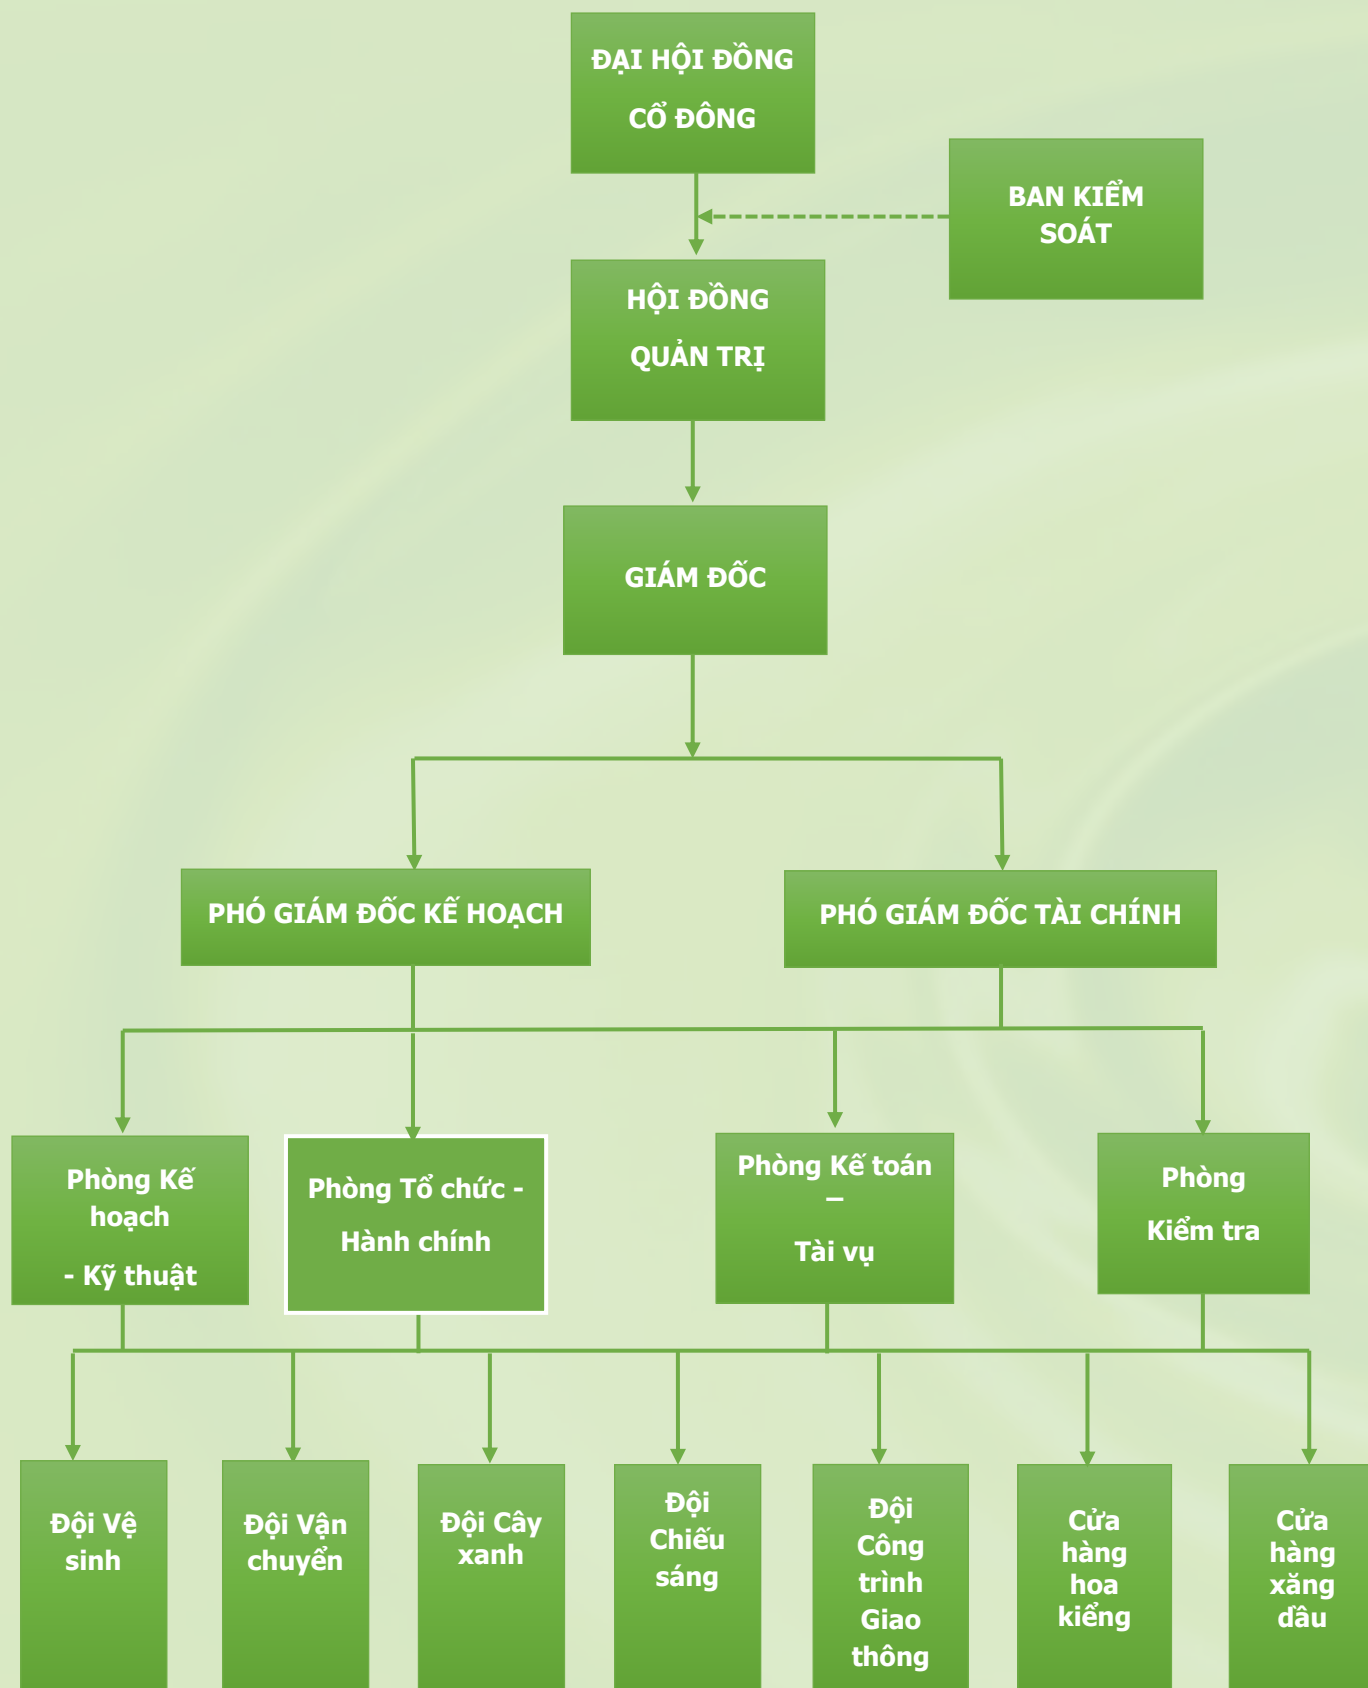 ĐẠI HỘI ĐỒNG
CỔ ĐÔNG
BAN KIỂM
SOÁT
HỘI ĐỒNG
QUẢN TRỊ
GIÁM ĐỐC
PHÓ GIÁM ĐỐC KẾ HOẠCH
PHÓ GIÁM ĐỐC TÀI CHÍNH
Phòng Kế
hoạch
- Kỹ thuật
Phòng Tổ chức -
Hành chính
Phòng Kế toán
–
Tài vụ
Phòng
Kiểm tra
Đội Vệ
sinh
Đội Vận
chuyển
Đội Cây
xanh
Đội
Chiếu
sáng
Đội
Công
trình
Giao
thông
Cửa
hàng
hoa
kiểng
Cửa
hàng
xăng
dầu